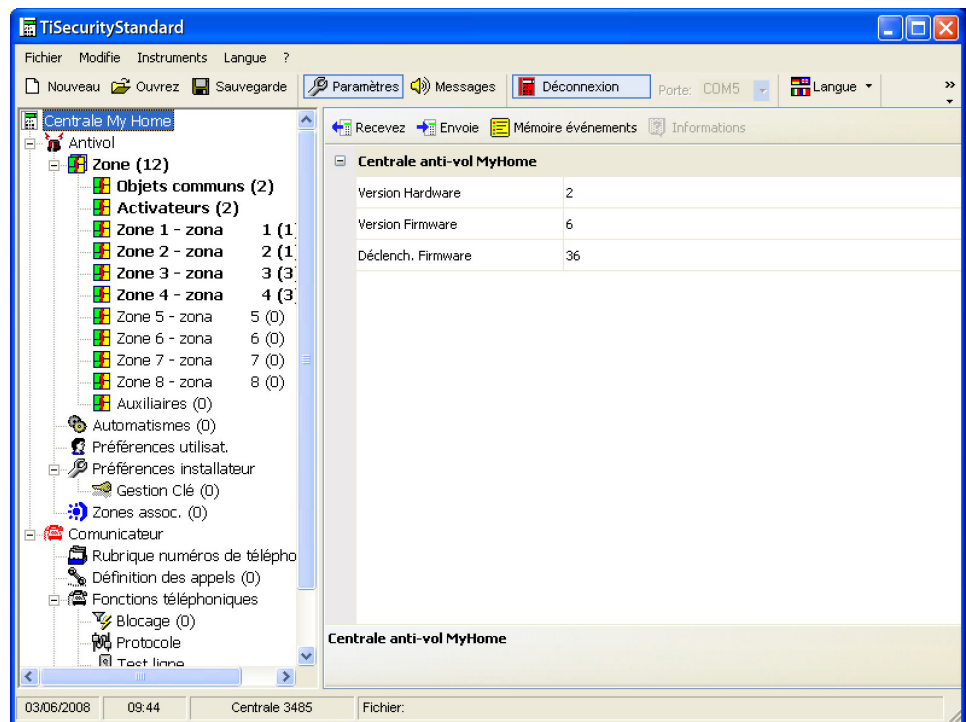 TiSecurityStandard
Fichier Modifie Instruments Langue ?
Nouveau Ouvrez Sauvegarde Paramètres Messages Déconnexion Porte: COM5 Langue »
Centrale My Home
Antivol
Zone (12)
Objets communs (2)
Activateurs (2)
Zone 1 - zona 1 (1
Zone 2 - zona 2 (1
Zone 3 - zona 3 (3
Zone 4 - zona 4 (3
Zone 5 - zona 5 (0)
Zone 6 - zona 6 (0)
Zone 7 - zona 7 (0)
Zone 8 - zona 8 (0)
Auxiliaires (0)
Automatismes (0)
Préférences utilisat.
Préférences installateur
Gestion Clé (0)
Zones assoc. (0)
Comunicateur
Rubrique numéros de télépho
Définition des appels (0)
Fonctions téléphoniques
Blocage (0)
Protocole
Test ligne
Recevez Envoie Mémoire événements Informations
Centrale anti-vol MyHome
Version Hardware 2
Version Firmware 6
Déclench. Firmware 36
Centrale anti-vol MyHome
03/06/2008 09:44 Centrale 3485 Fichier: